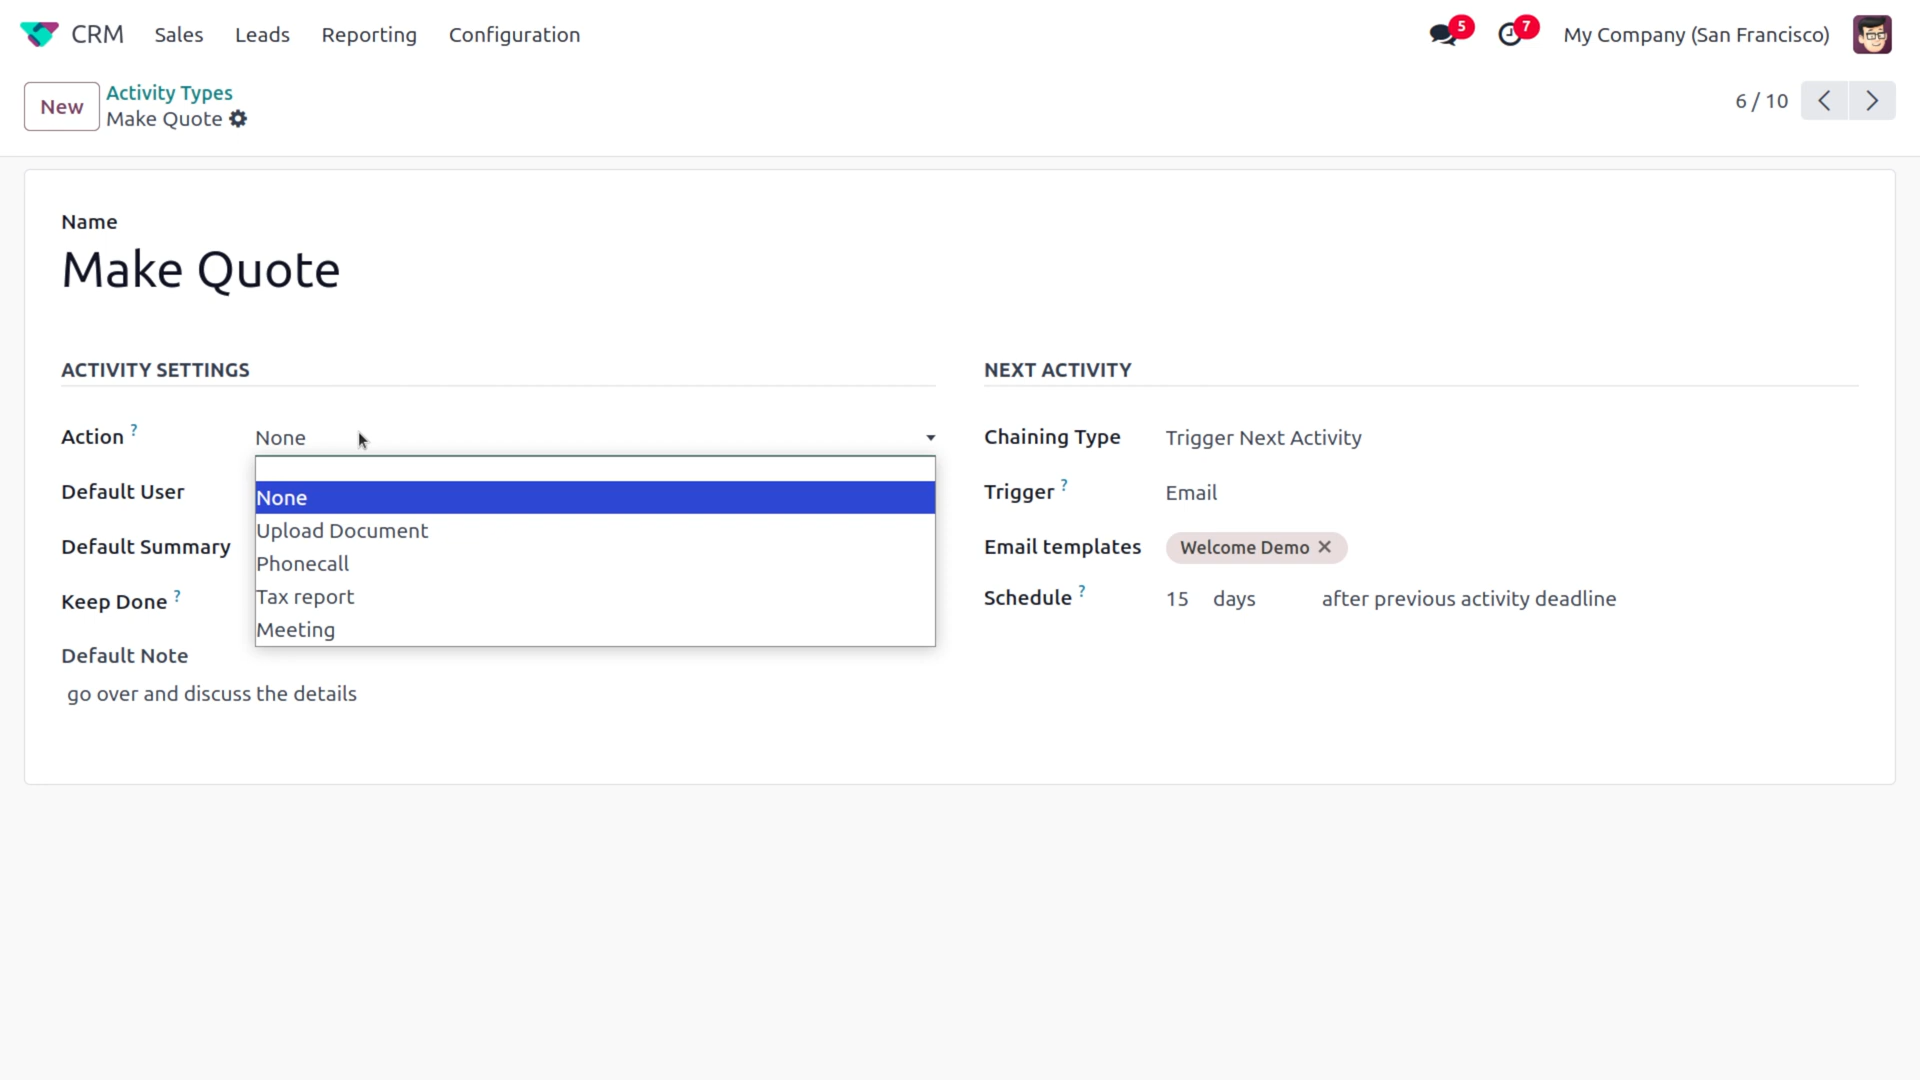 CRM Sales Leads Reporting Configuration 5 7 My Company (San Francisco)
New
Activity Types
Make Quote
6 / 10
Name
Make Quote
ACTIVITY SETTINGS
Action ?
None
None
Upload Document
Phonecall
Tax report
Meeting
Default User
Default Summary
Keep Done ?
Default Note
go over and discuss the details
NEXT ACTIVITY
Chaining Type Trigger Next Activity
Trigger ? Email
Email templates Welcome Demo
Schedule ? 15 days after previous activity deadline